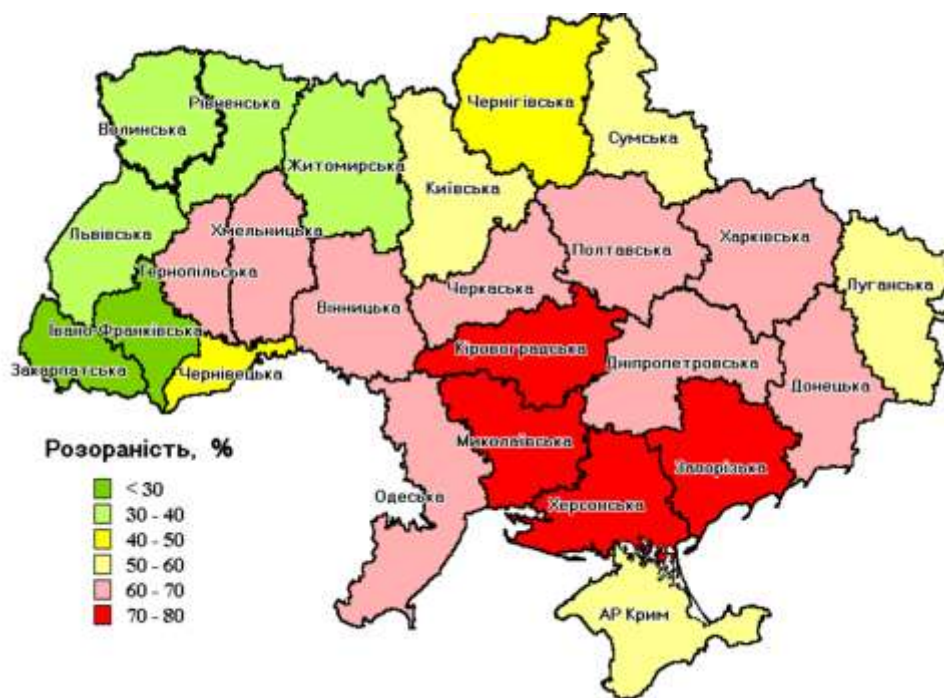 Чернігівська
Рівненська
Волинська
Сумська
Житомирська
Київська
Львівська
Хмельницька
Полтавська
Харківська
Тернопільська
Черкаська
Луганська
Вінницька
Івано-Франківська
Кіровоградська
Дніпропетровська
Закарпатська
Чернівецька
Донецька
Миколаївська
Запорізька
Одеська
Херсонська
АР Крим
Розораність, %
< 30
30 - 40
40 - 50
50 - 60
60 - 70
70 - 80